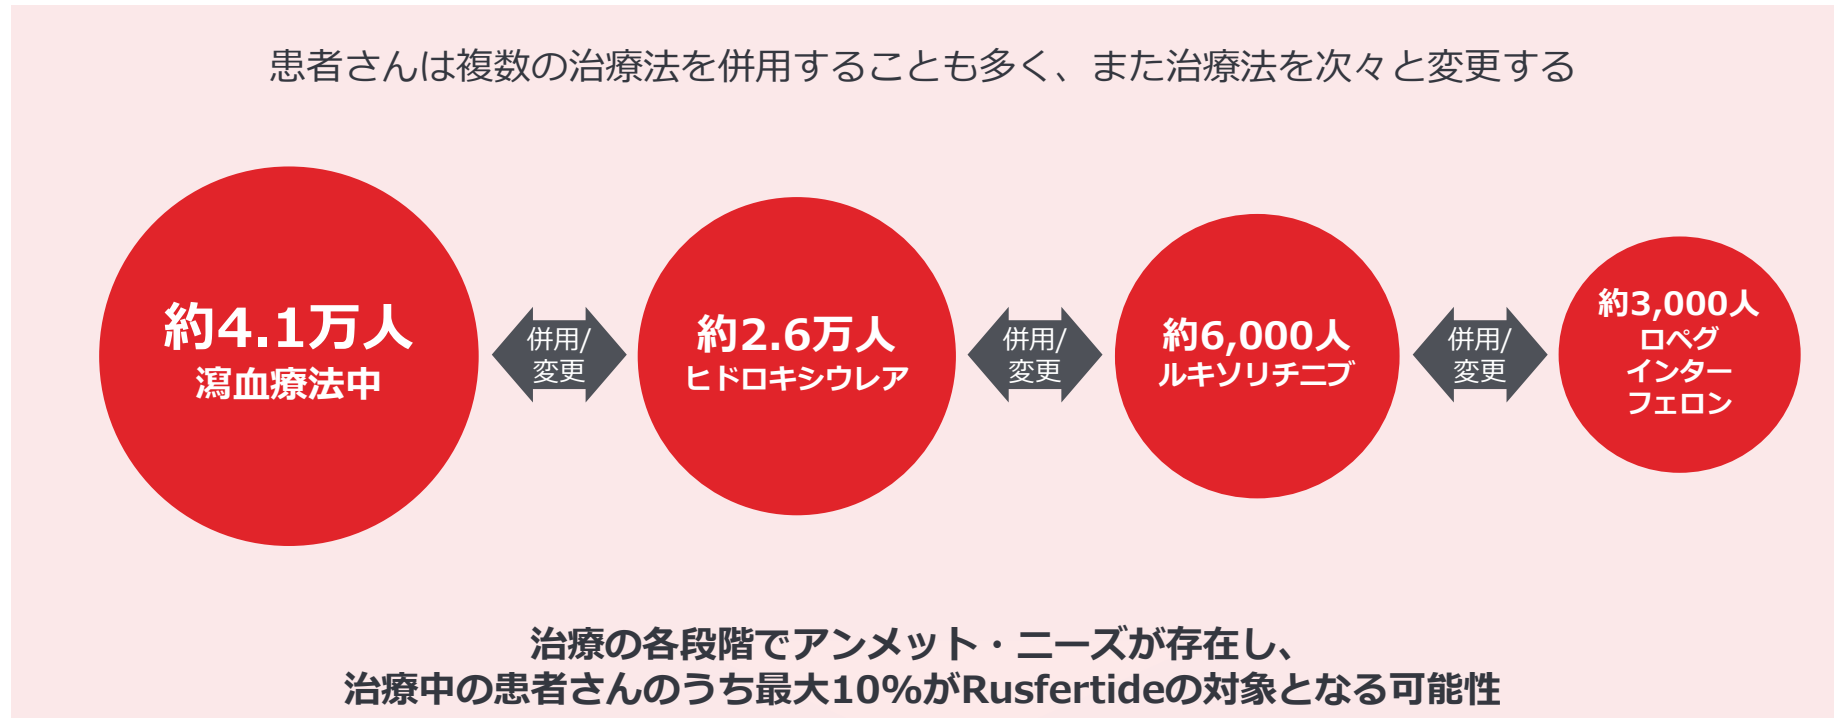 患者さんは複数の治療法を併用することも多く、また治療法を次々と変更する
約4.1万人
瀉血療法中
併用/
変更
約2.6万人
ヒドロキシウレア
併用/
変更
約6,000人
ルキソリチニブ
併用/
変更
約3,000人
ロペグ
インター
フェロン
治療の各段階でアンメット・ニーズが存在し、
治療中の患者さんのうち最大10%がRusfertideの対象となる可能性